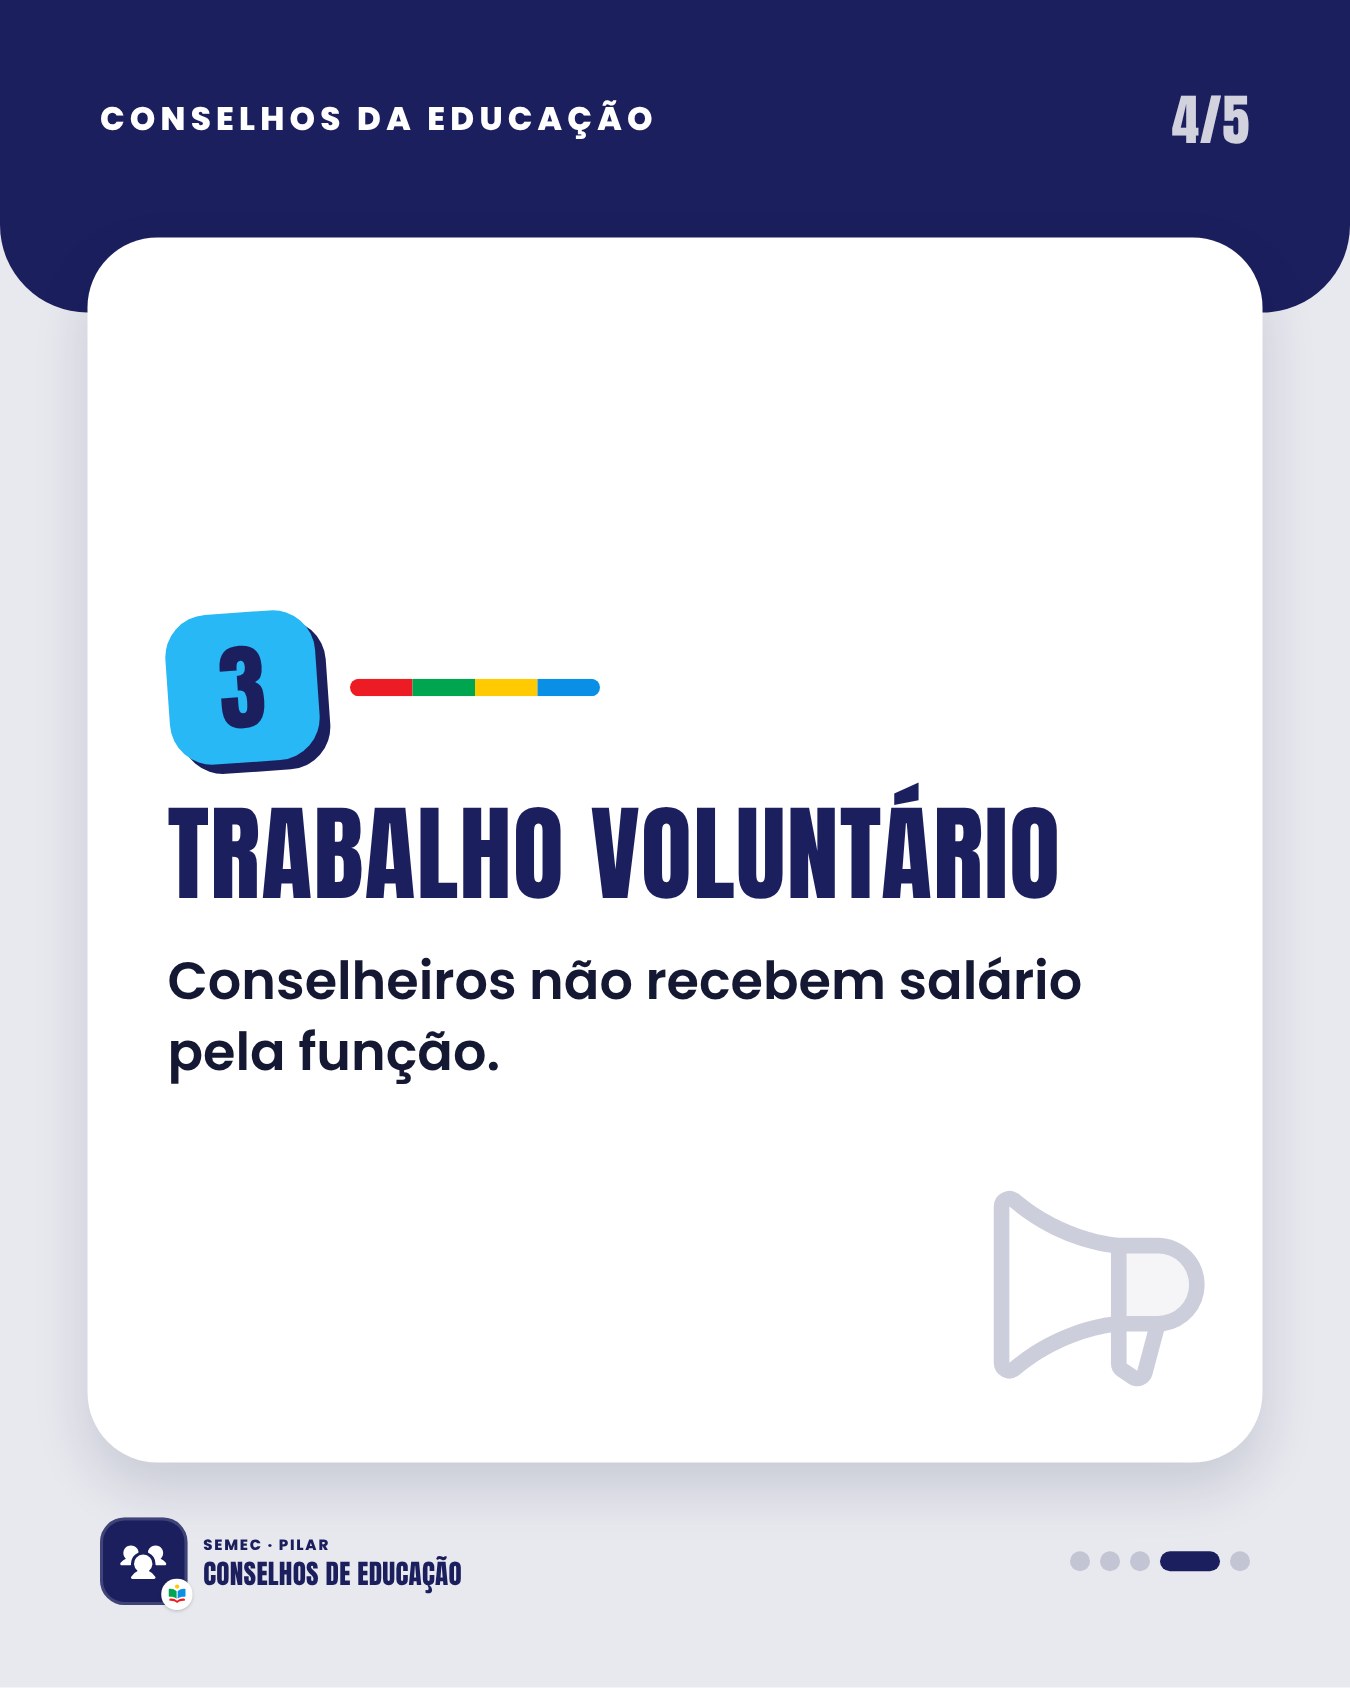 CONSELHOS DA EDUCAÇÃO
4/5
3
TRABALHO VOLUNTÁRIO
Conselheiros não recebem salário
pela função.
SEMEC · PILAR
CONSELHOS DE EDUCAÇÃO